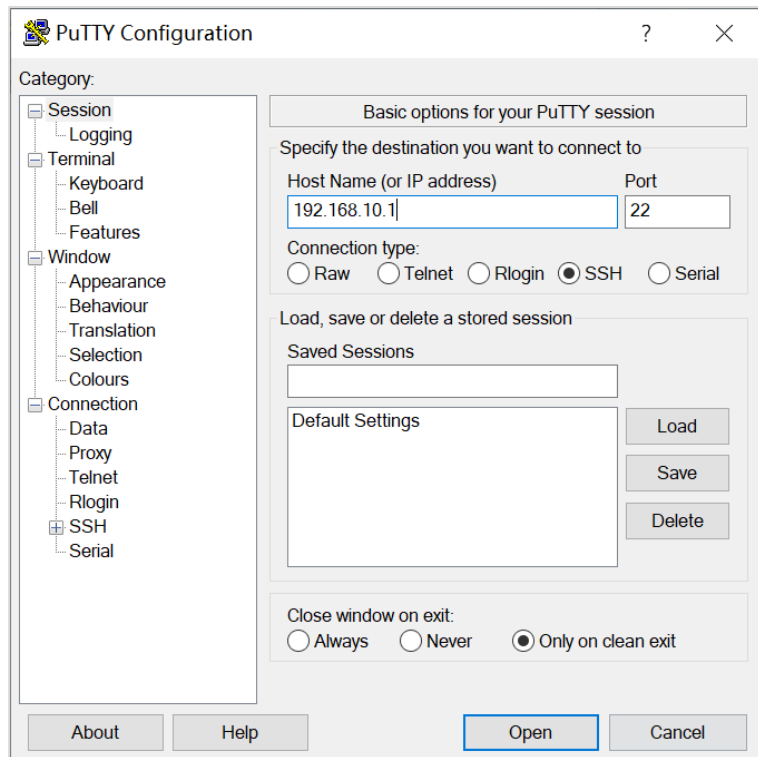 PuTTY Configuration
?
Category:
Session
Logging
Terminal
Keyboard
Bell
Features
Window
Appearance
Behaviour
Translation
Selection
Colours
Connection
Data
Proxy
Telnet
Rlogin
SSH
Serial
Basic options for your PuTTY session
Specify the destination you want to connect to
Host Name (or IP address) Port
192.168.10.1 22
Connection type:
Raw Telnet Rlogin SSH Serial
Load, save or delete a stored session
Saved Sessions
Default Settings
Load
Save
Delete
Close window on exit:
Always Never Only on clean exit
About Help Open Cancel